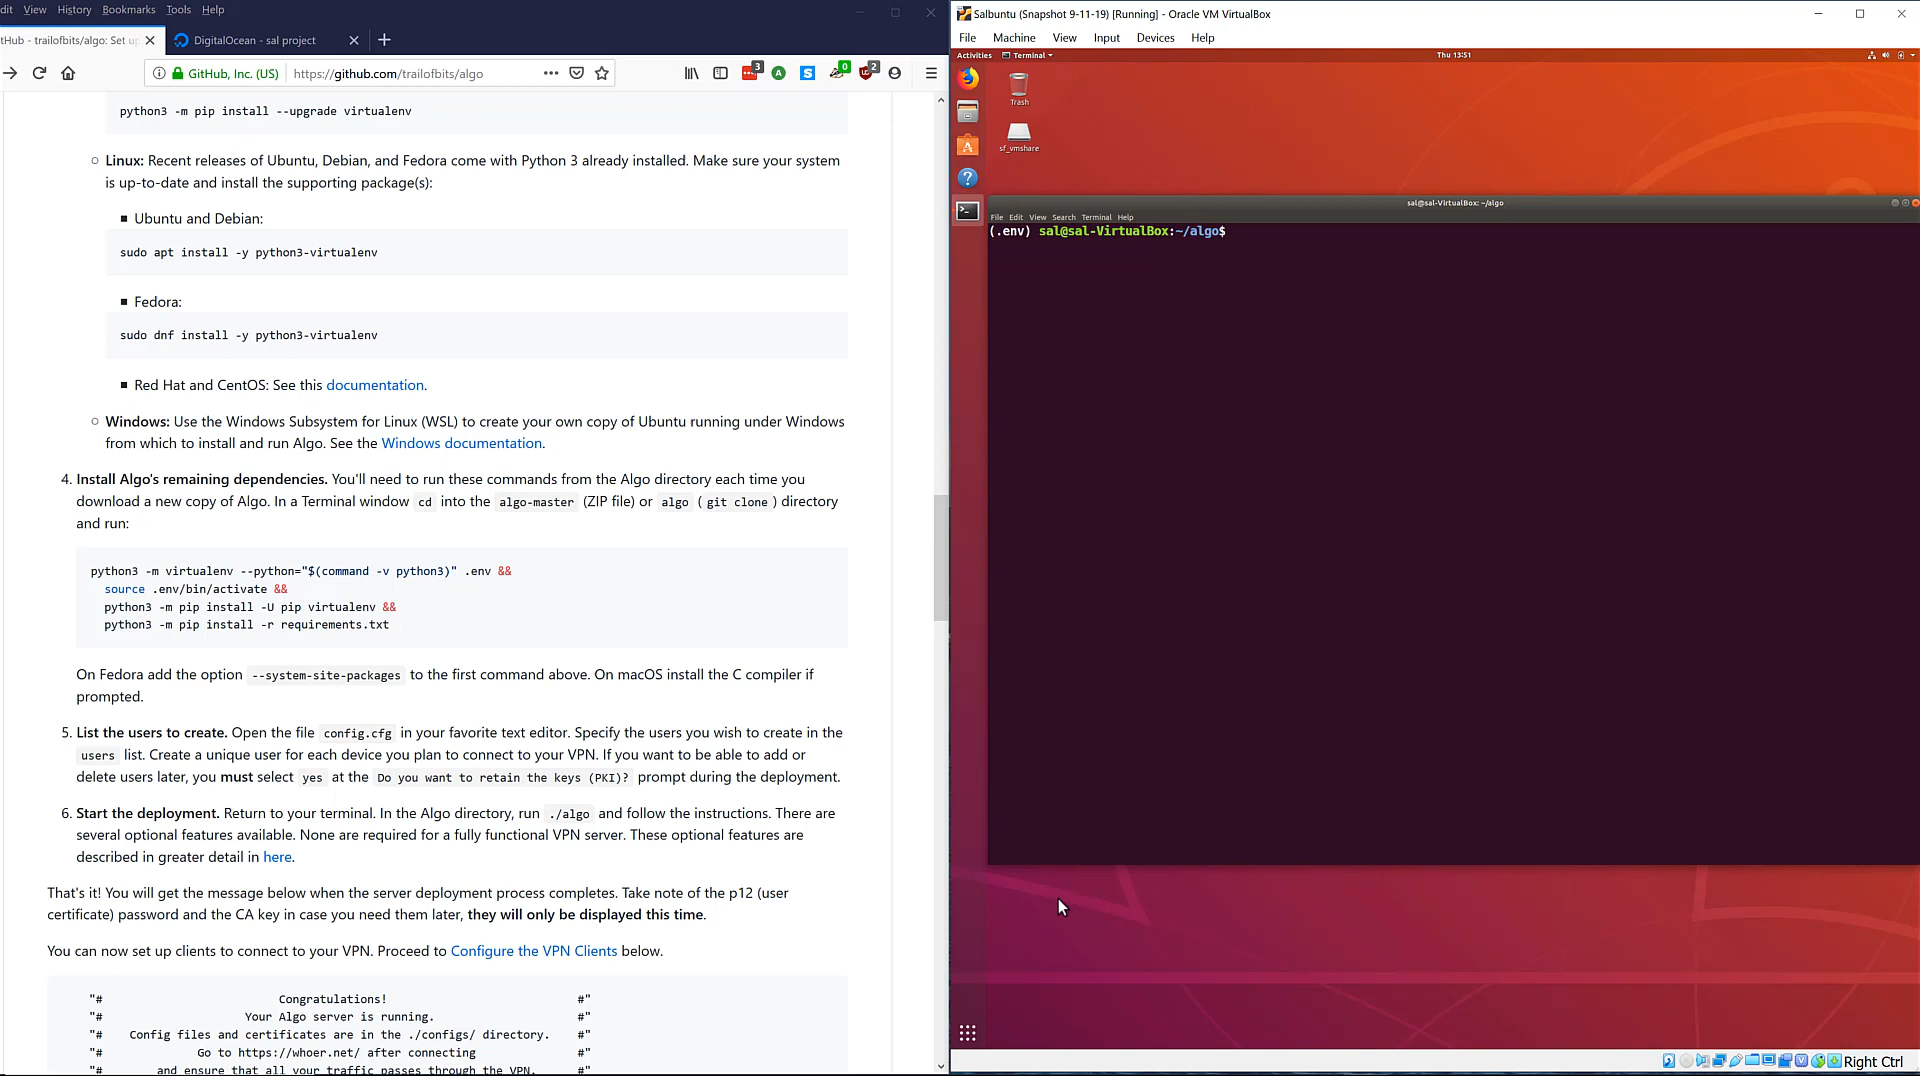 dit View History Bookmarks Tools Help
tHub - trailofbits/algo: Set up
DigitalOcean - sal project
GitHub, Inc. (US) https://github.com/trailofbits/algo
3 0 2
python3 -m pip install --upgrade virtualenv
Linux: Recent releases of Ubuntu, Debian, and Fedora come with Python 3 already installed. Make sure your system
is up-to-date and install the supporting package(s):
Ubuntu and Debian:
sudo apt install -y python3-virtualenv
Fedora:
sudo dnf install -y python3-virtualenv
Red Hat and CentOS: See this documentation.
Windows: Use the Windows Subsystem for Linux (WSL) to create your own copy of Ubuntu running under Windows
from which to install and run Algo. See the Windows documentation.
4. Install Algo's remaining dependencies. You'll need to run these commands from the Algo directory each time you
download a new copy of Algo. In a Terminal window cd into the algo-master (ZIP file) or algo ( git clone ) directory
and run:
python3 -m virtualenv --python="$(command -v python3)" .env &&
source .env/bin/activate &&
python3 -m pip install -U pip virtualenv &&
python3 -m pip install -r requirements.txt
On Fedora add the option --system-site-packages to the first command above. On macOS install the C compiler if
prompted.
5. List the users to create. Open the file config.cfg in your favorite text editor. Specify the users you wish to create in the
users list. Create a unique user for each device you plan to connect to your VPN. If you want to be able to add or
delete users later, you must select yes at the Do you want to retain the keys (PKI)? prompt during the deployment.
6. Start the deployment. Return to your terminal. In the Algo directory, run ./algo and follow the instructions. There are
several optional features available. None are required for a fully functional VPN server. These optional features are
described in greater detail in here.
That's it! You will get the message below when the server deployment process completes. Take note of the p12 (user
certificate) password and the CA key in case you need them later, they will only be displayed this time.
You can now set up clients to connect to your VPN. Proceed to Configure the VPN Clients below.
"# Congratulations! #"
"# Your Algo server is running. #"
"# Config files and certificates are in the ./configs/ directory. #"
"# Go to https://whoer.net/ after connecting #"
"# and ensure that all your traffic passes through the VPN. #"
Salbuntu (Snapshot 9-11-19) [Running] - Oracle VM VirtualBox
File Machine View Input Devices Help
Activities Terminal Thu 13:51
Trash
sf_vmshare
sal@sal-VirtualBox: ~/algo
File Edit View Search Terminal Help
(.env) sal@sal-VirtualBox:~/algo$
Right Ctrl